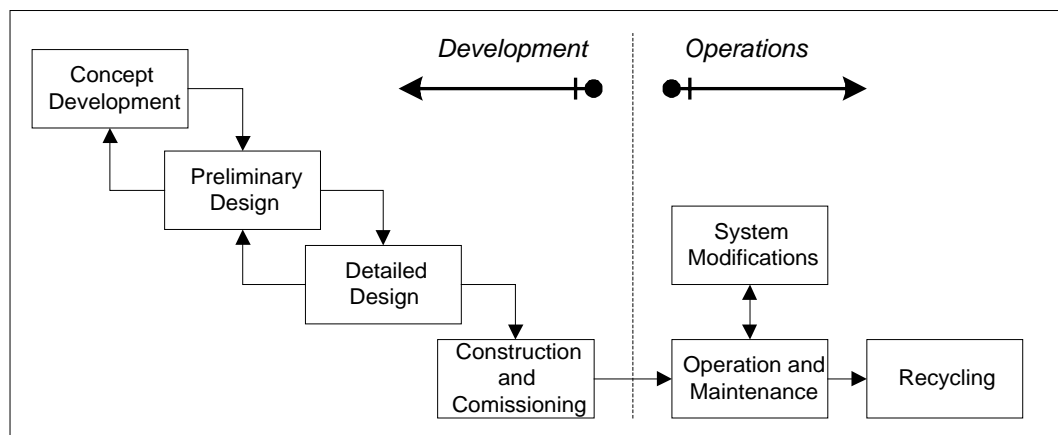 Development
Operations
Concept
Development
Preliminary
Design
Detailed
Design
Construction
and
Comissioning
System
Modifications
Operation and
Maintenance
Recycling